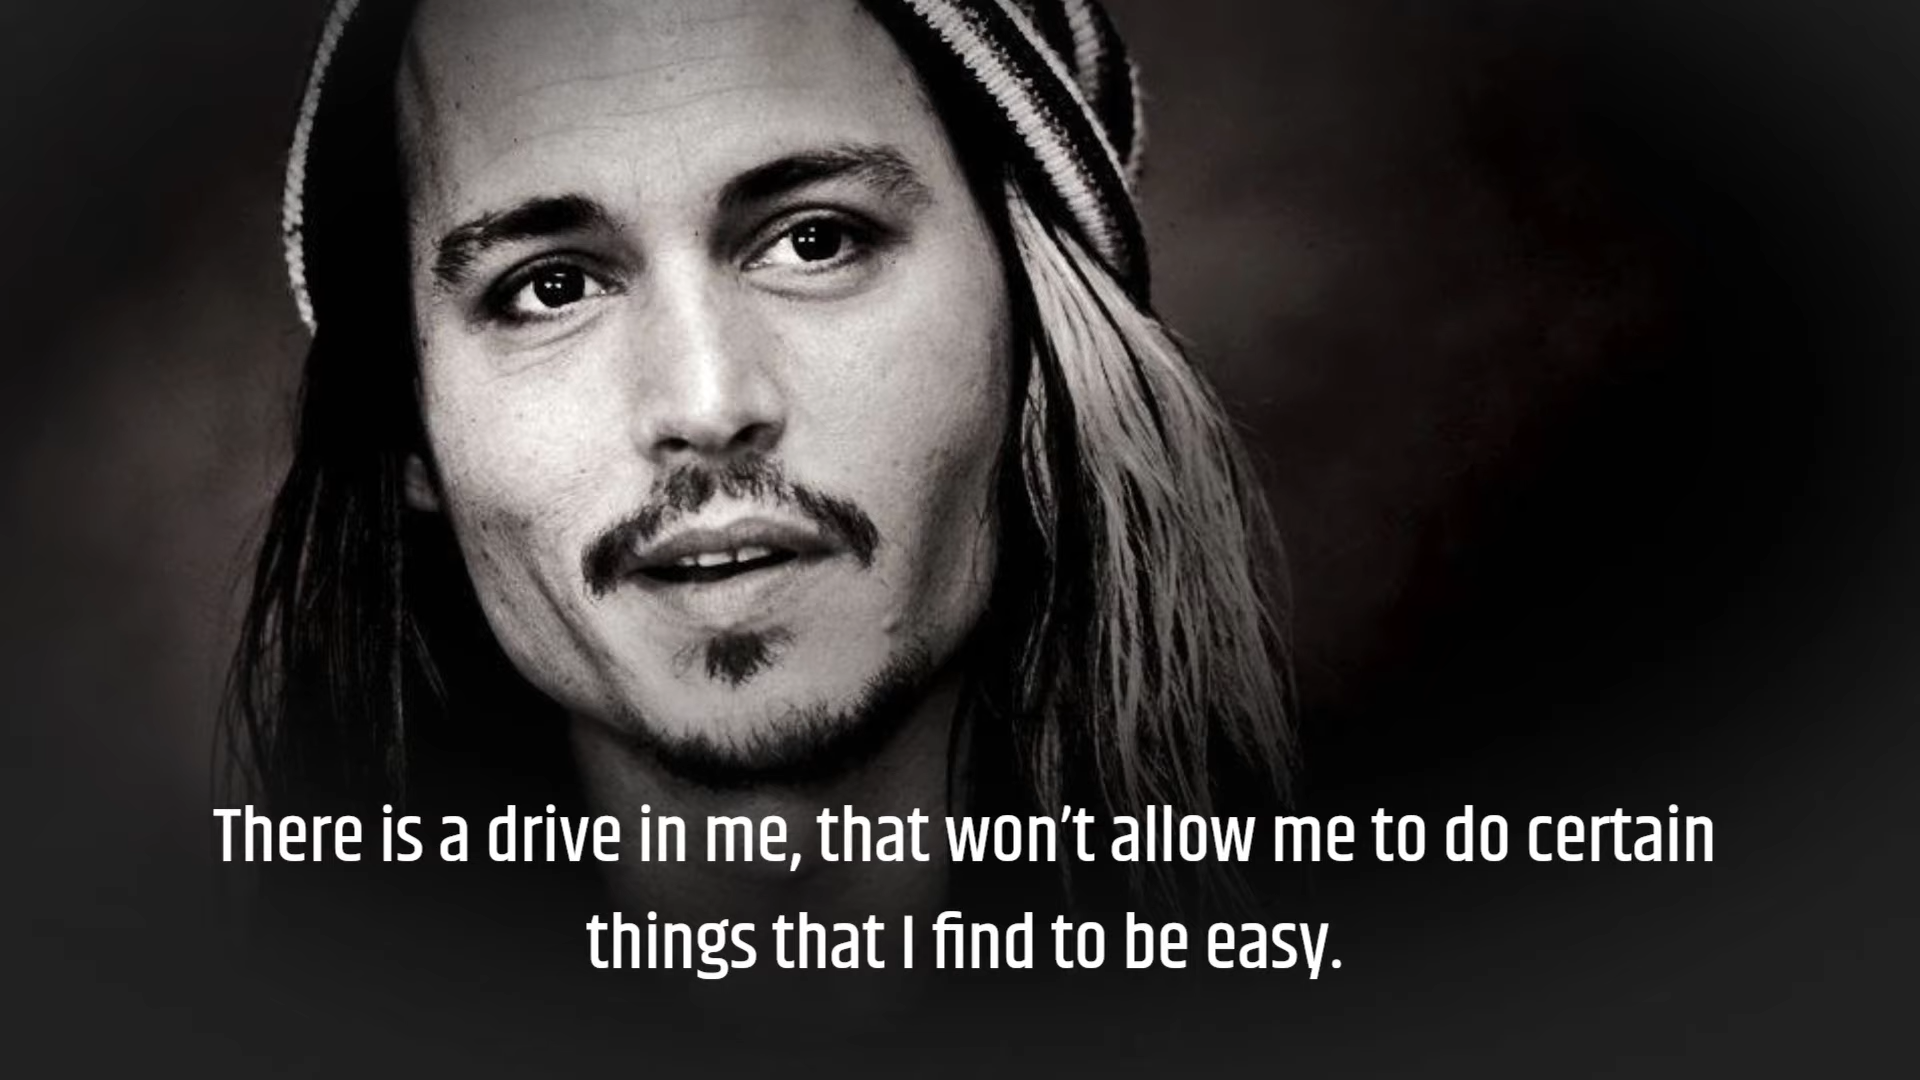 There is a drive in me, that won’t allow me to do certain
things that I find to be easy.